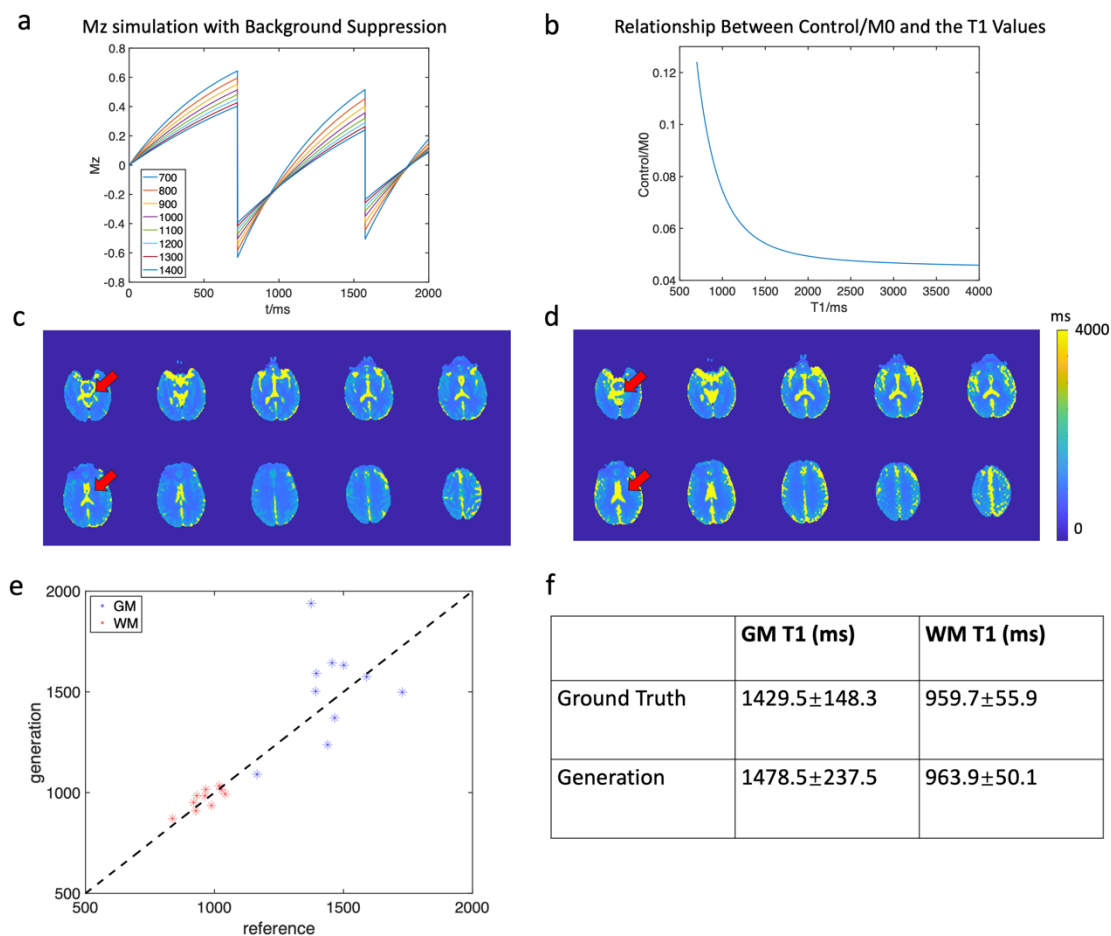 a
Mz simulation with Background Suppression
Mz
0.8
0.6
0.4
0.2
0
-0.2
-0.4
-0.6
-0.8
700
800
900
1000
1100
1200
1300
1400
0 500 1000 1500 2000
t/ms
b
Relationship Between Control/M0 and the T1 Values
Control/M0
0.12
0.1
0.08
0.06
0.04
500 1000 1500 2000 2500 3000 3500 4000
T1/ms
c
d
ms
4000
0
e
generation
2000
1500
1000
500
GM
WM
500 1000 1500 2000
reference
f
GM T1 (ms) WM T1 (ms)
Ground Truth 1429.5±148.3 959.7±55.9
Generation 1478.5±237.5 963.9±50.1